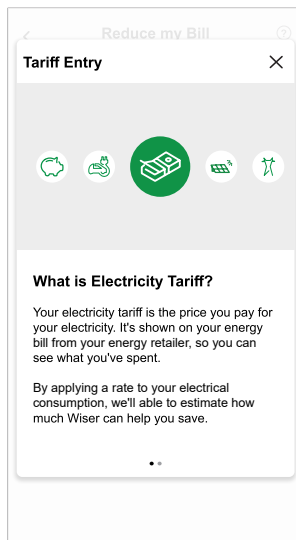 Reduce my Bill
Tariff Entry
What is Electricity Tariff?
Your electricity tariff is the price you pay for
your electricity. It's shown on your energy
bill from your energy retailer, so you can
see what you've spent.
By applying a rate to your electrical
consumption, we'll able to estimate how
much Wiser can help you save.